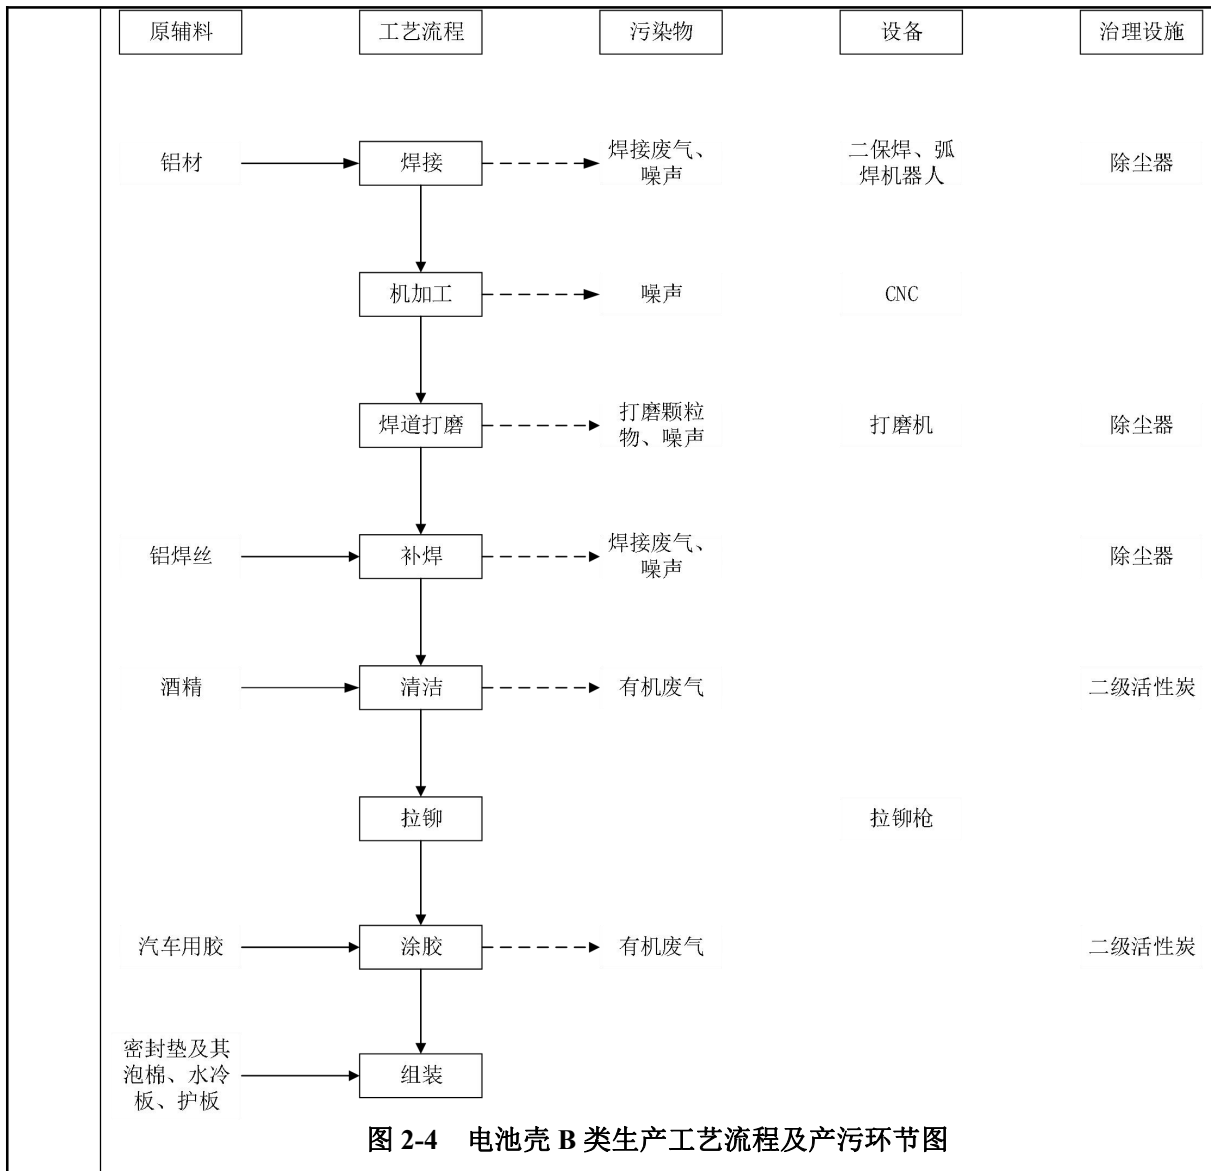 原辅料 工艺流程 污染物 设备 治理设施
铝材 焊接 焊接废气、 二保焊、弧 除尘器
噪声 焊机器人
机加工 噪声 CNC
焊道打磨 打磨颗粒 打磨机 除尘器
物、噪声
铝焊丝 补焊 焊接废气、 除尘器
噪声
酒精 清洁 有机废气 二级活性炭
拉铆 拉铆枪
汽车用胶 涂胶 有机废气 二级活性炭
密封垫及其
泡棉、水冷 组装
板、护板
图 2-4 电池壳 B 类生产工艺流程及产污环节图